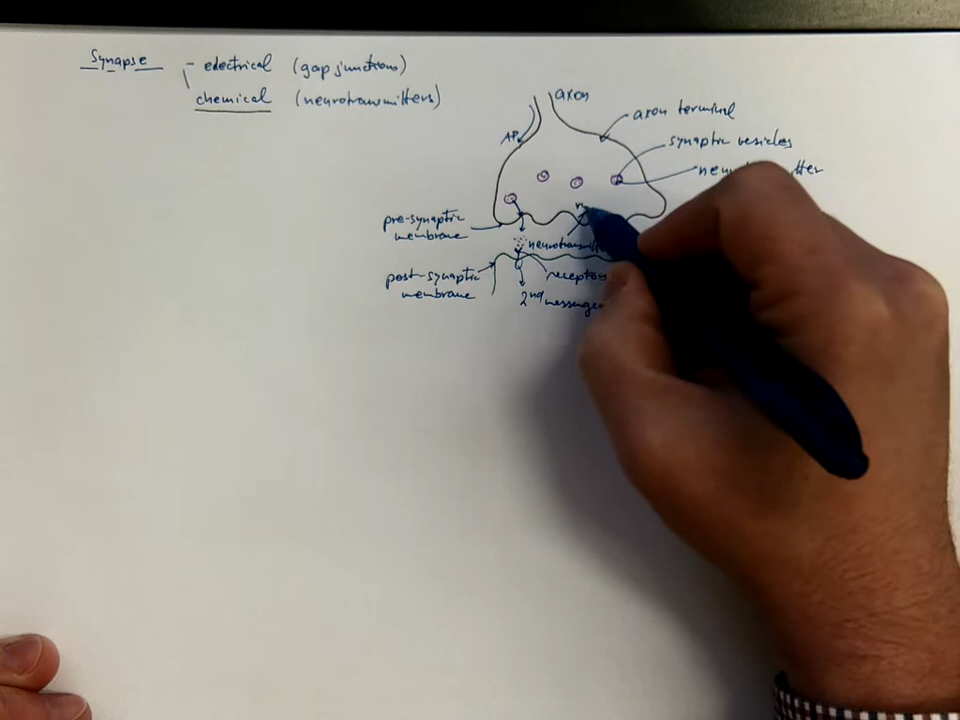 Synapse - electrical (gap junctions)
chemical (neurotransmitters)
axon
AP
axon terminal
synaptic vesicles
pre-synaptic
membrane
post-synaptic
membrane
2nd messenger